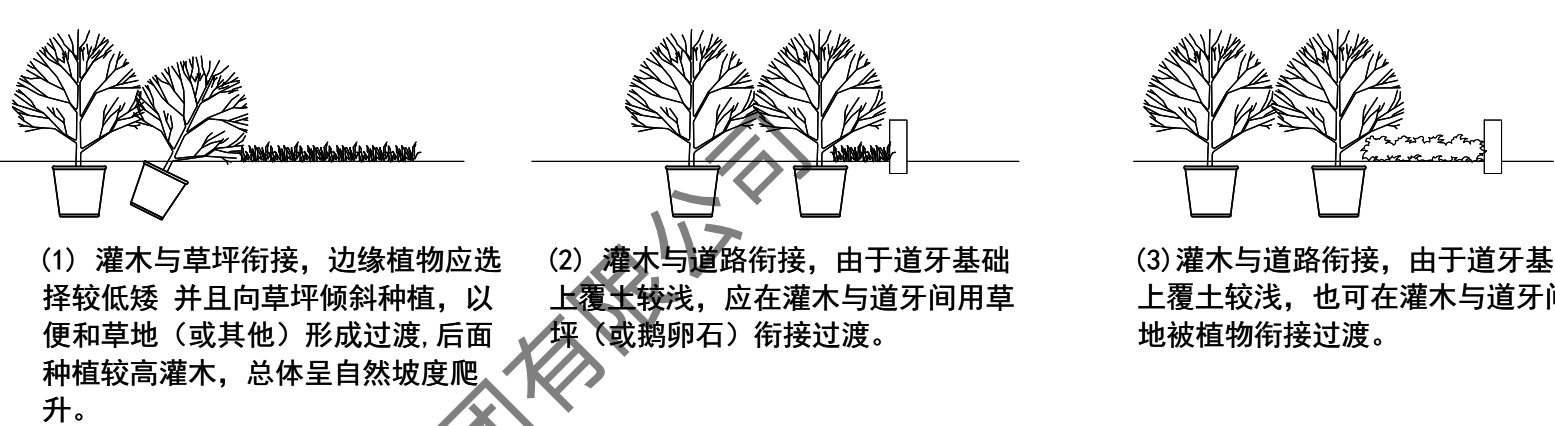 (1) 灌木与草坪衔接，边缘植物应选
择较低矮 并且向草坪倾斜种植，以
便和草地（或其他）形成过渡,后面
种植较高灌木，总体呈自然坡度爬
升。
(2) 灌木与道路衔接，由于道牙基础
上覆土较浅，应在灌木与道牙间用草
坪（或鹅卵石）衔接过渡。
(3)灌木与道路衔接，由于道牙基
上覆土较浅，也可在灌木与道牙间
地被植物衔接过渡。
团有限公司